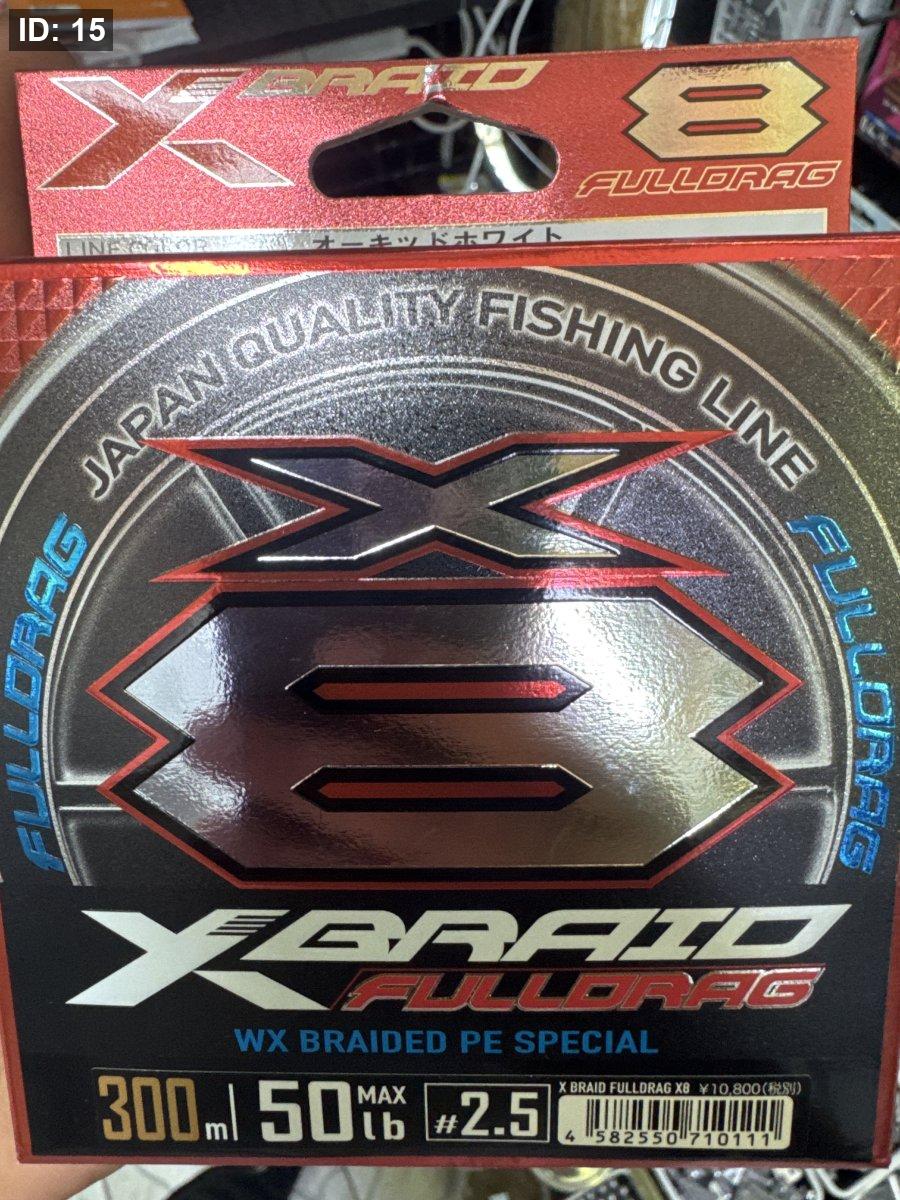 ID: 15
X BRAID 8
FULLDRAG
LINE COLOR オーキッドホワイト
JAPAN QUALITY FISHING LINE
FULLDRAG
FULLDRAG
X
8
X BRAID
FULLDRAG
WX BRAIDED PE SPECIAL
300m 50 MAX lb #2.5
X BRAID FULLDRAG X8 ¥10,800(税別)
4 582550 710111